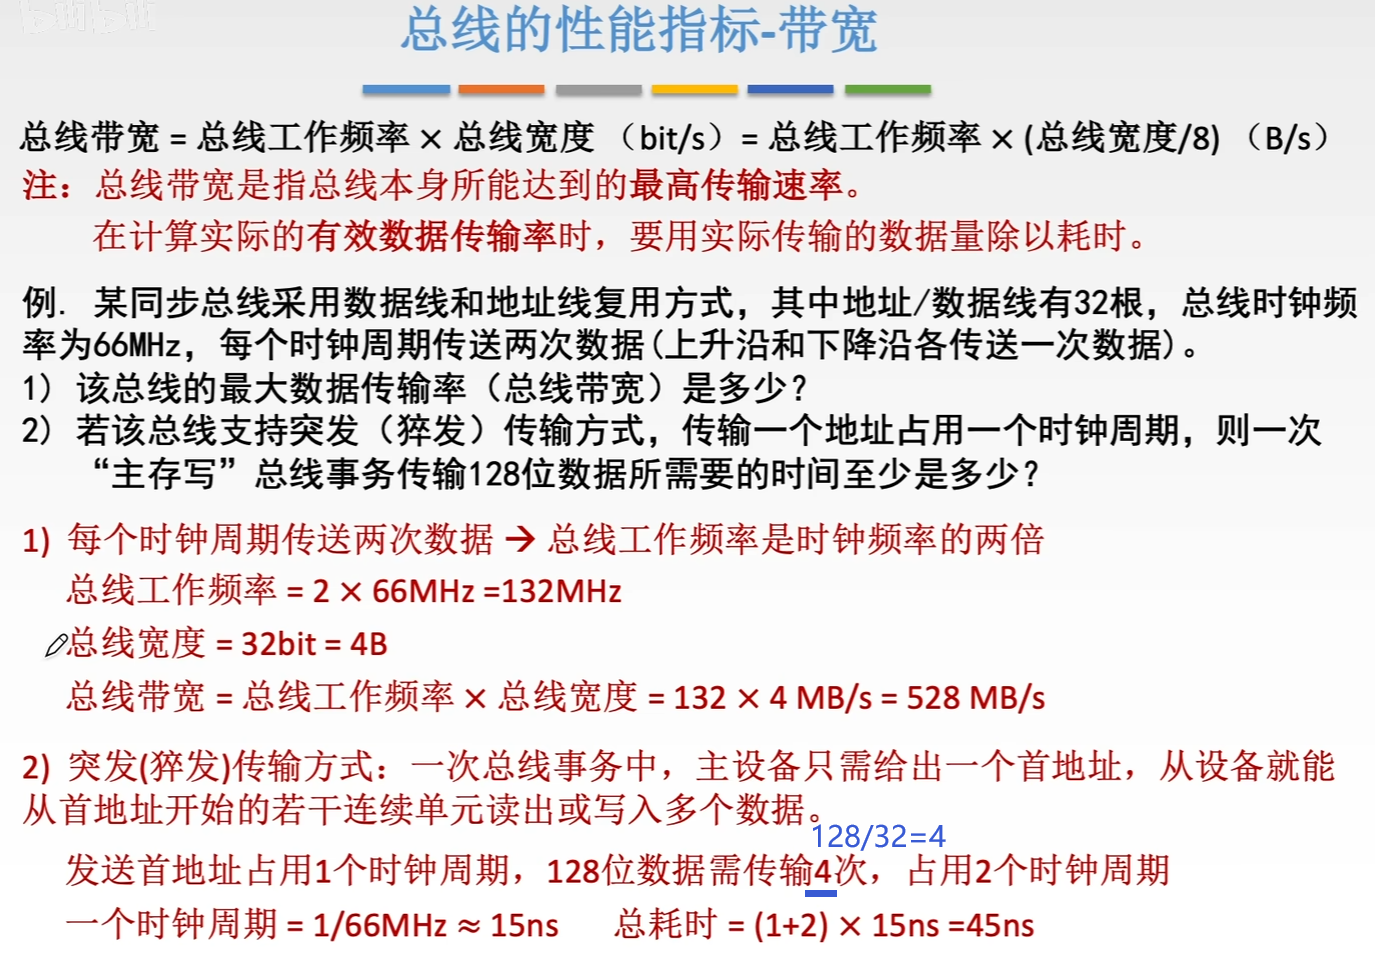 bilibili
总线的性能指标-带宽
总线带宽 = 总线工作频率 × 总线宽度 （bit/s）= 总线工作频率 × (总线宽度/8) （B/s）
注：总线带宽是指总线本身所能达到的最高传输速率。
在计算实际的有效数据传输率时，要用实际传输的数据量除以耗时。
例. 某同步总线采用数据线和地址线复用方式，其中地址/数据线有32根，总线时钟频
率为66MHz，每个时钟周期传送两次数据(上升沿和下降沿各传送一次数据)。
1) 该总线的最大数据传输率（总线带宽）是多少？
2) 若该总线支持突发（猝发）传输方式，传输一个地址占用一个时钟周期，则一次
“主存写”总线事务传输128位数据所需要的时间至少是多少？
1) 每个时钟周期传送两次数据 → 总线工作频率是时钟频率的两倍
总线工作频率 = 2 × 66MHz =132MHz
总线宽度 = 32bit = 4B
总线带宽 = 总线工作频率 × 总线宽度 = 132 × 4 MB/s = 528 MB/s
2) 突发(猝发)传输方式：一次总线事务中，主设备只需给出一个首地址，从设备就能
从首地址开始的若干连续单元读出或写入多个数据。
128/32=4
发送首地址占用1个时钟周期，128位数据需传输4次，占用2个时钟周期
一个时钟周期 = 1/66MHz ≈ 15ns 总耗时 = (1+2) × 15ns =45ns